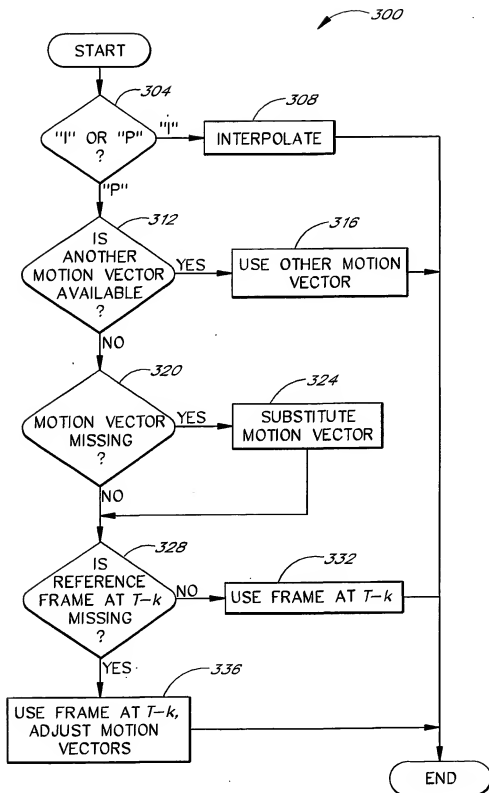 300
START
304
"I" OR "P"
?
"I"
308
INTERPOLATE
"P"
312
IS
ANOTHER
MOTION VECTOR
AVAILABLE
?
YES
316
USE OTHER MOTION
VECTOR
NO
320
MOTION VECTOR
MISSING
?
YES
324
SUBSTITUTE
MOTION VECTOR
NO
328
IS
REFERENCE
FRAME AT T-k
MISSING
?
NO
332
USE FRAME AT T-k
YES
336
USE FRAME AT T-k,
ADJUST MOTION
VECTORS
END